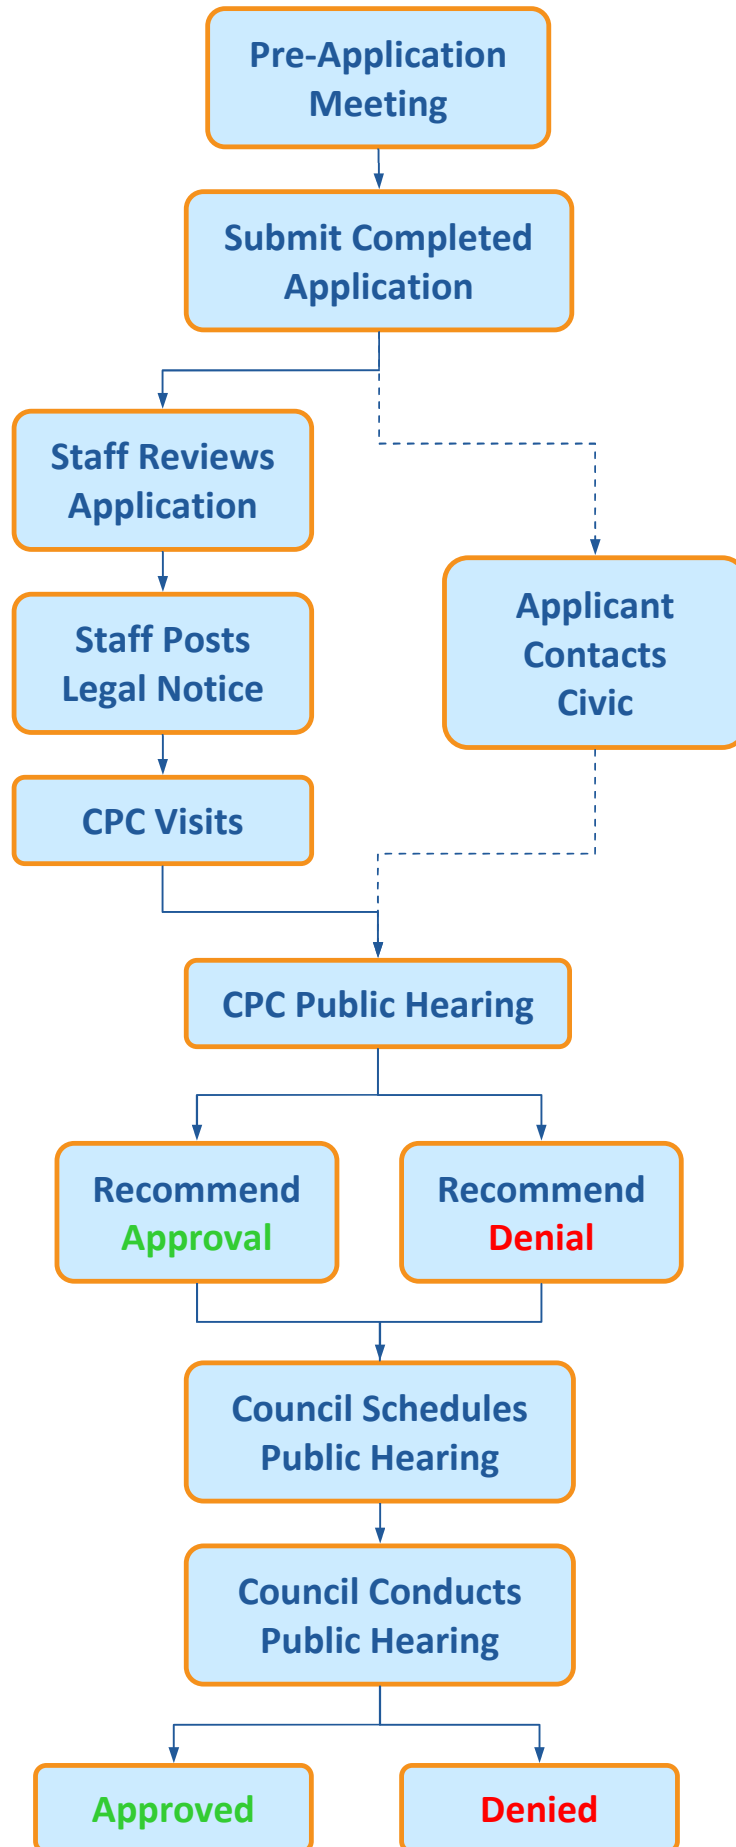 Pre-Application
Meeting
Submit Completed
Application
Staff Reviews
Application
Staff Posts
Legal Notice
CPC Visits
Applicant
Contacts
Civic
CPC Public Hearing
Recommend
Approval
Recommend
Denial
Council Schedules
Public Hearing
Council Conducts
Public Hearing
Approved
Denied